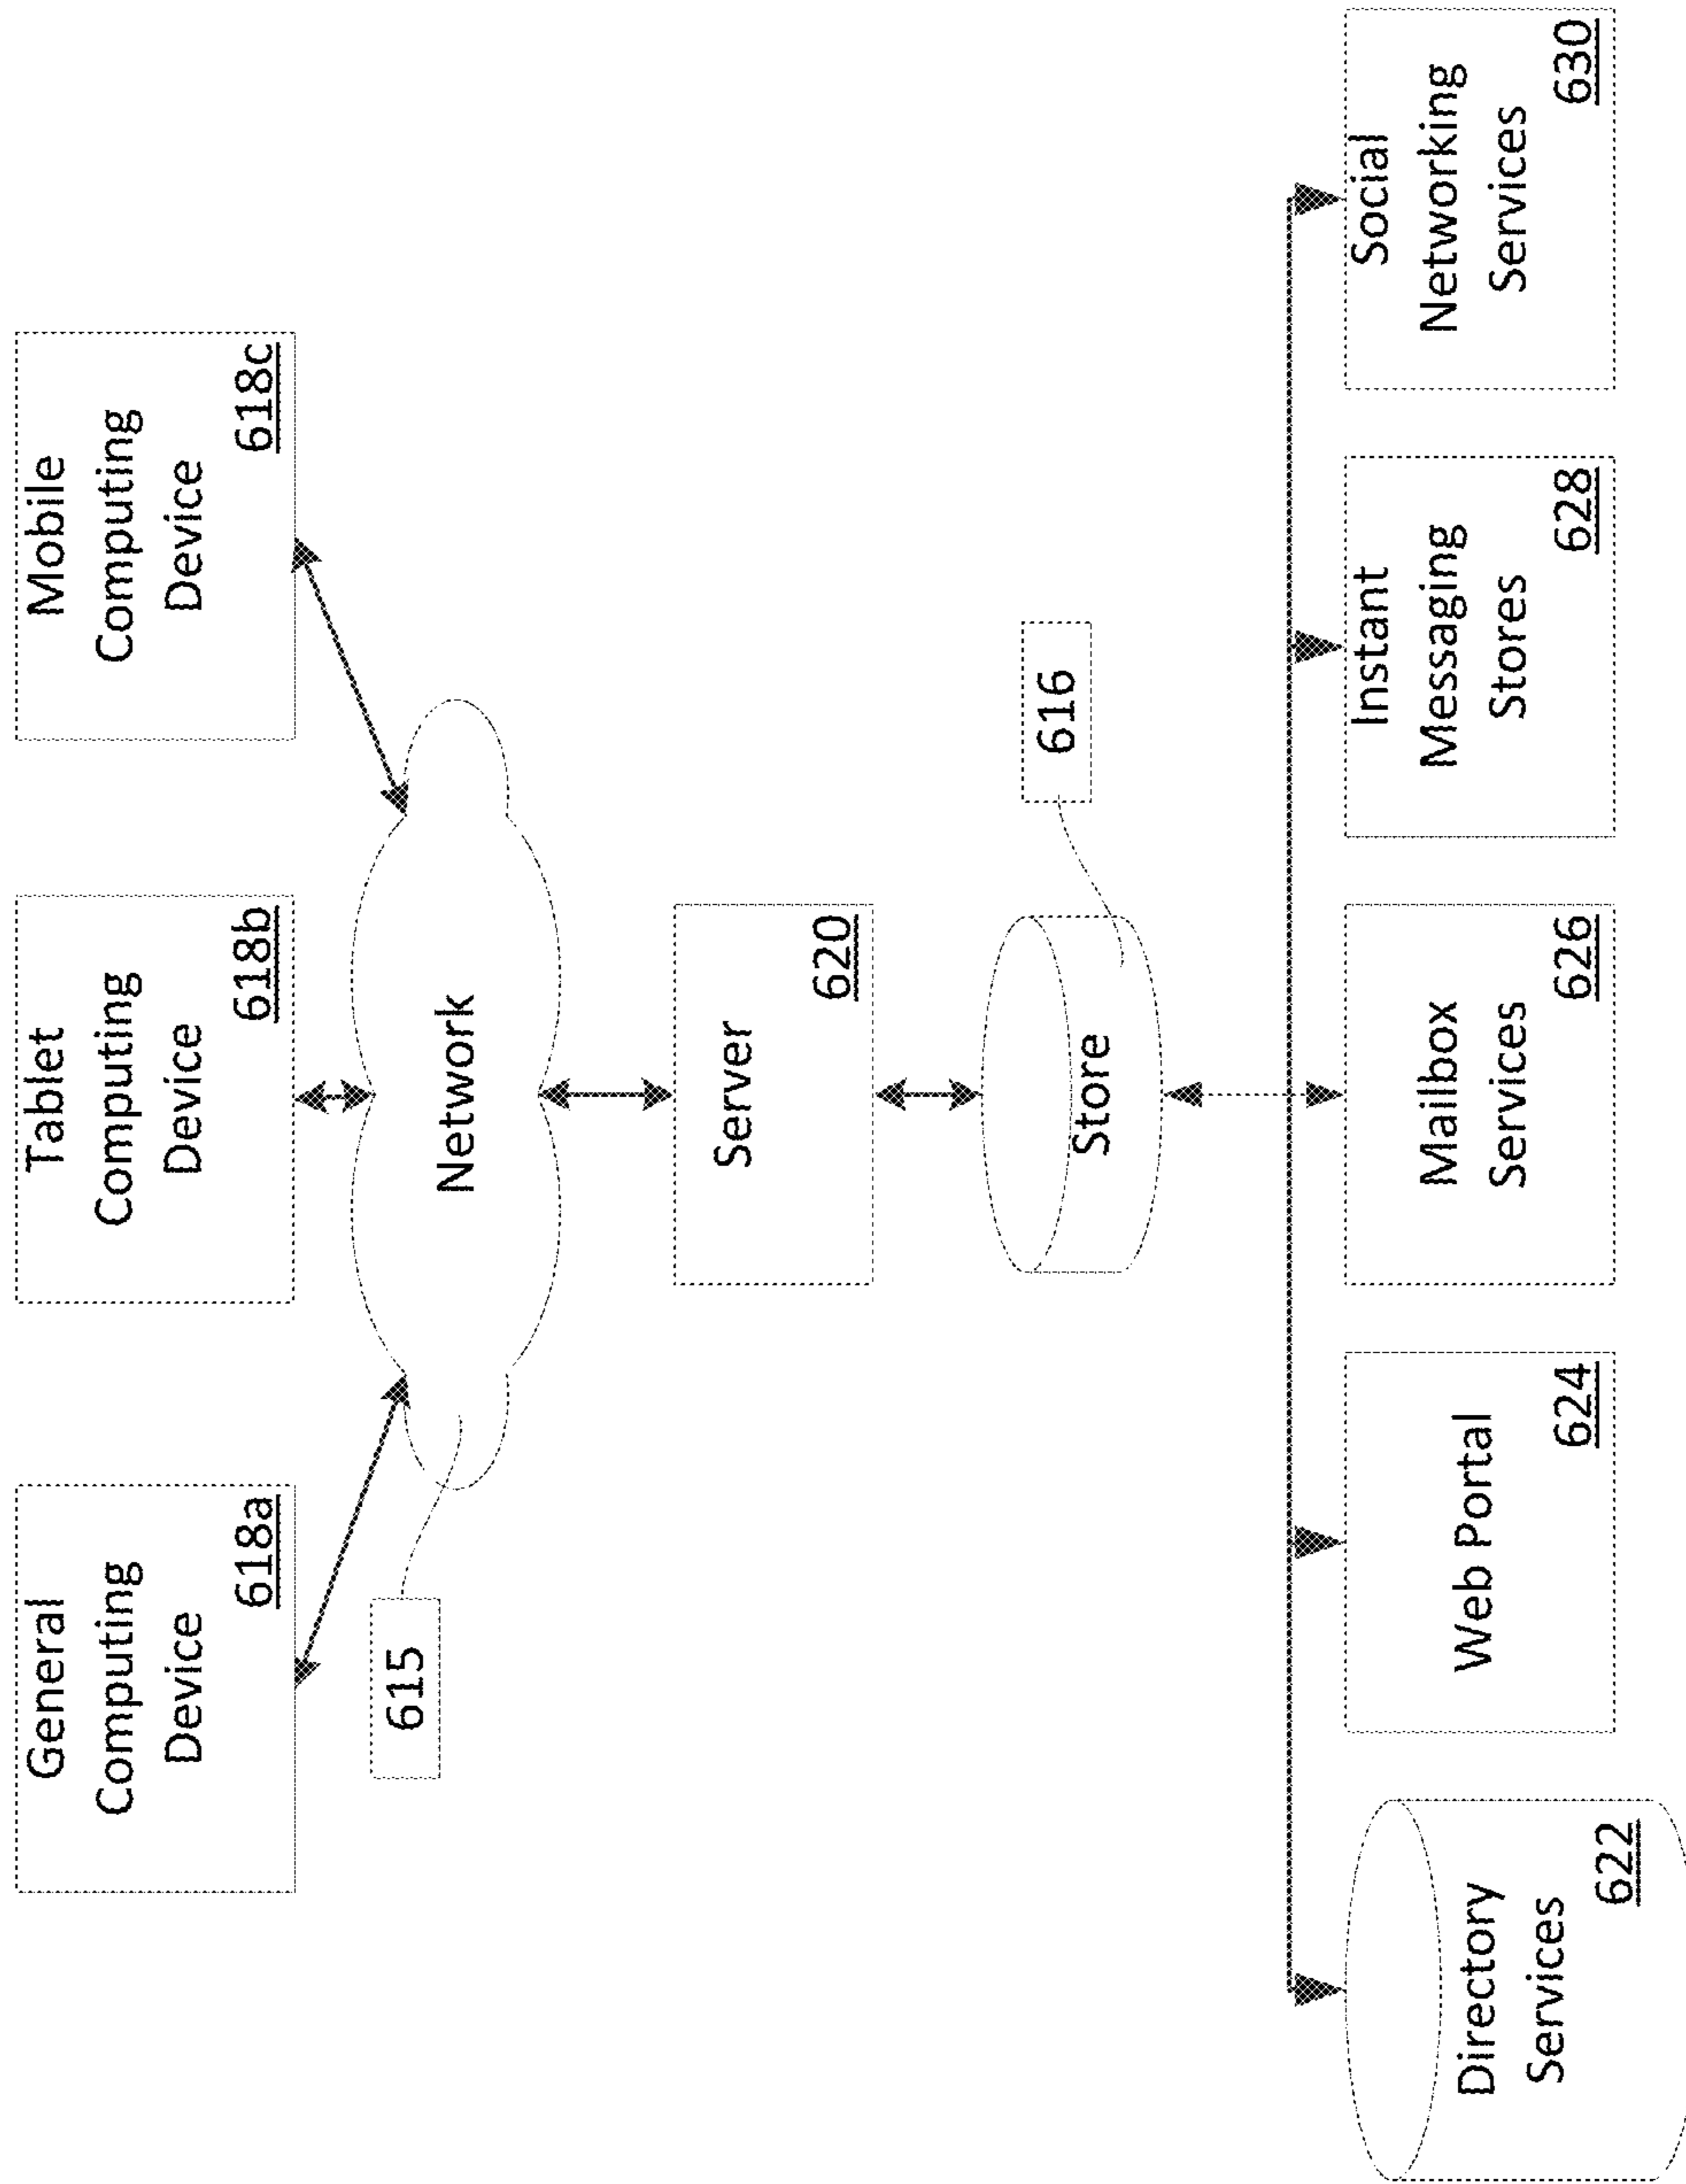 General
Computing
Device
618a
Tablet
Computing
Device
618b
Mobile
Computing
Device
618c
615
Network
Server
620
616
Store
Directory
Services
622
Web Portal
624
Mailbox
Services
626
Instant
Messaging
Stores
628
Social
Networking
Services
630